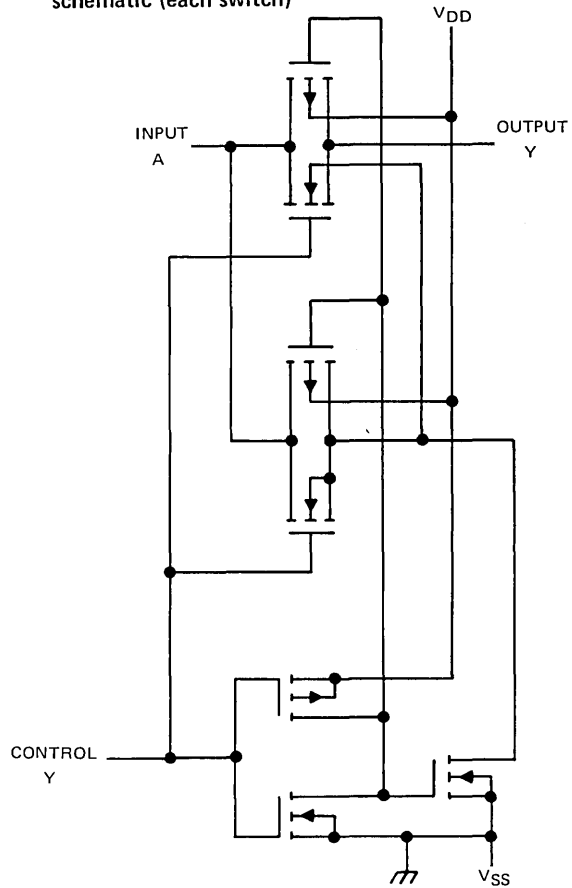 schematic (each switch)
VDD
INPUT
A
OUTPUT
Y
CONTROL
Y
VSS